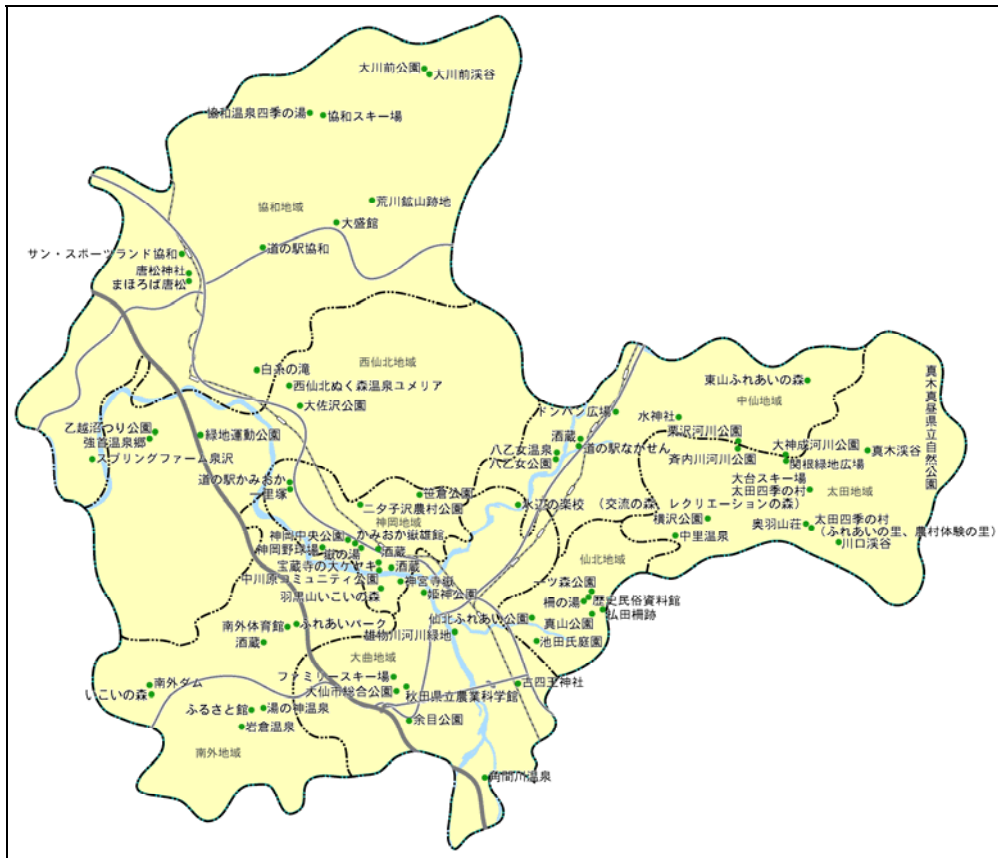 大川前公園
大川前渓谷
協和温泉四季の湯
協和スキー場
荒川鉱山跡地
協和地域
大盛館
道の駅協和
サン・スポーツランド協和
唐松神社
まほろば唐松
西仙北地域
白糸の滝
西仙北ぬく森温泉ユメリア
大佐沢公園
東山ふれあいの森
真木真昼県立自然公園
中仙地域
ドンパン広場
水神社
乙越沼つり公園
緑地運動公園
強首温泉郷
スプリングファーム泉沢
酒蔵
道の駅なかせん
八乙女温泉
八乙女公園
栗沢河川公園
斉内川河川公園
大神成河川公園
真木渓谷
関根緑地広場
大台スキー場
太田四季の村
太田地域
（交流の森、レクリエーションの森）
道の駅かみおか
一里塚
笹倉公園
二タ子沢農村公園
水辺の楽校
神岡地域
横沢公園
奥羽山荘
太田四季の村
（ふれあいの里、農村体験の里）
川口渓谷
中里温泉
仙北地域
神岡中央公園
かみおか嶽雄館
神岡野球場
嶽の湯
酒蔵
宝蔵寺の大ケヤキ
酒蔵
中川原コミュニティ公園
神宮寺嶽
羽黒山いこいの森
姫神公園
一ツ森公園
柵の湯
歴史民俗資料館
払田柵跡
真山公園
仙北ふれあい公園
池田氏庭園
雄物川河川緑地
南外体育館
ふれあいパーク
酒蔵
大曲地域
ファミリースキー場
大仙市総合公園
秋田県立農業科学館
古四王神社
南外ダム
いこいの森
ふるさと館
湯の神温泉
岩倉温泉
余目公園
南外地域
角間川温泉